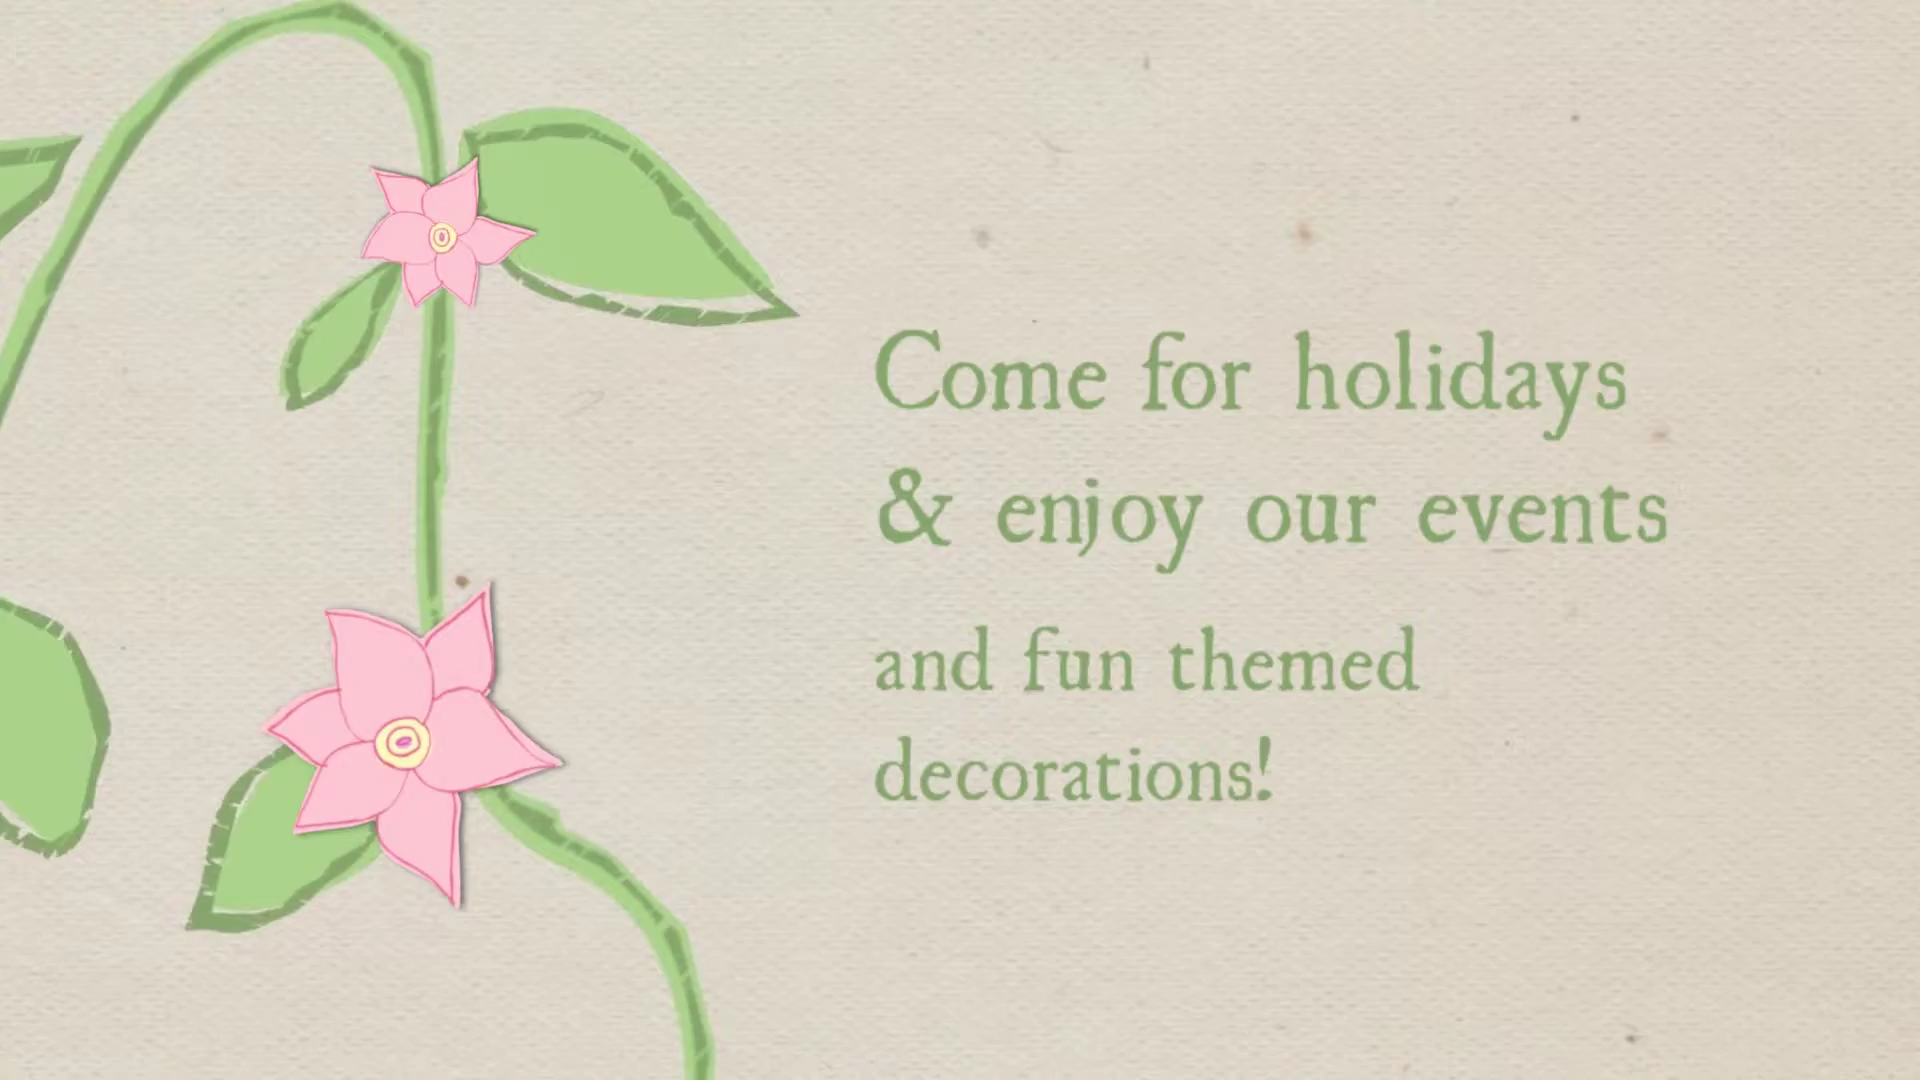 Come for holidays
& enjoy our events
and fun themed
decorations!